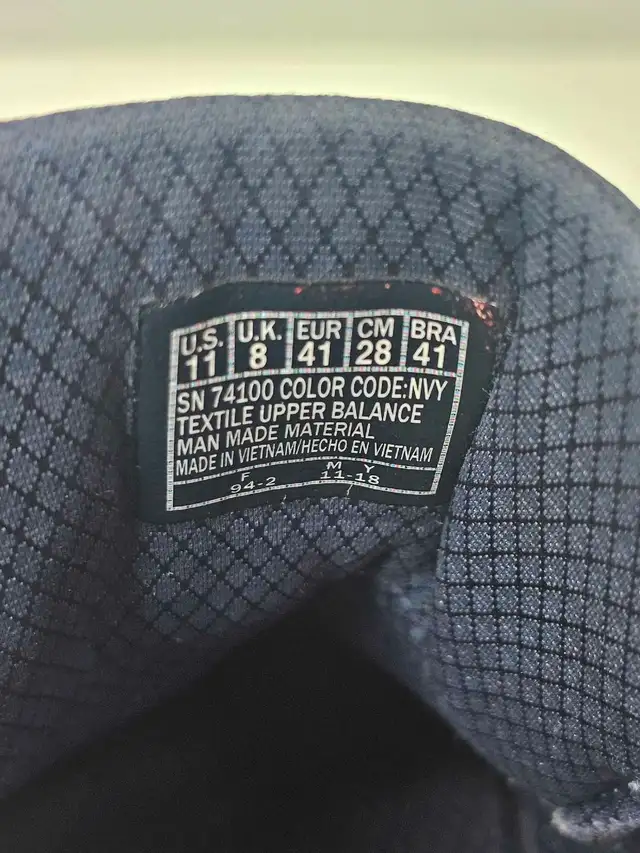 U.S. U.K. EUR CM BRA
11 8 41 28 41
SN 74100 COLOR CODE:NVY
TEXTILE UPPER BALANCE
MAN MADE MATERIAL
MADE IN VIETNAM/HECHO EN VIETNAM
F M Y
94-2 11-18